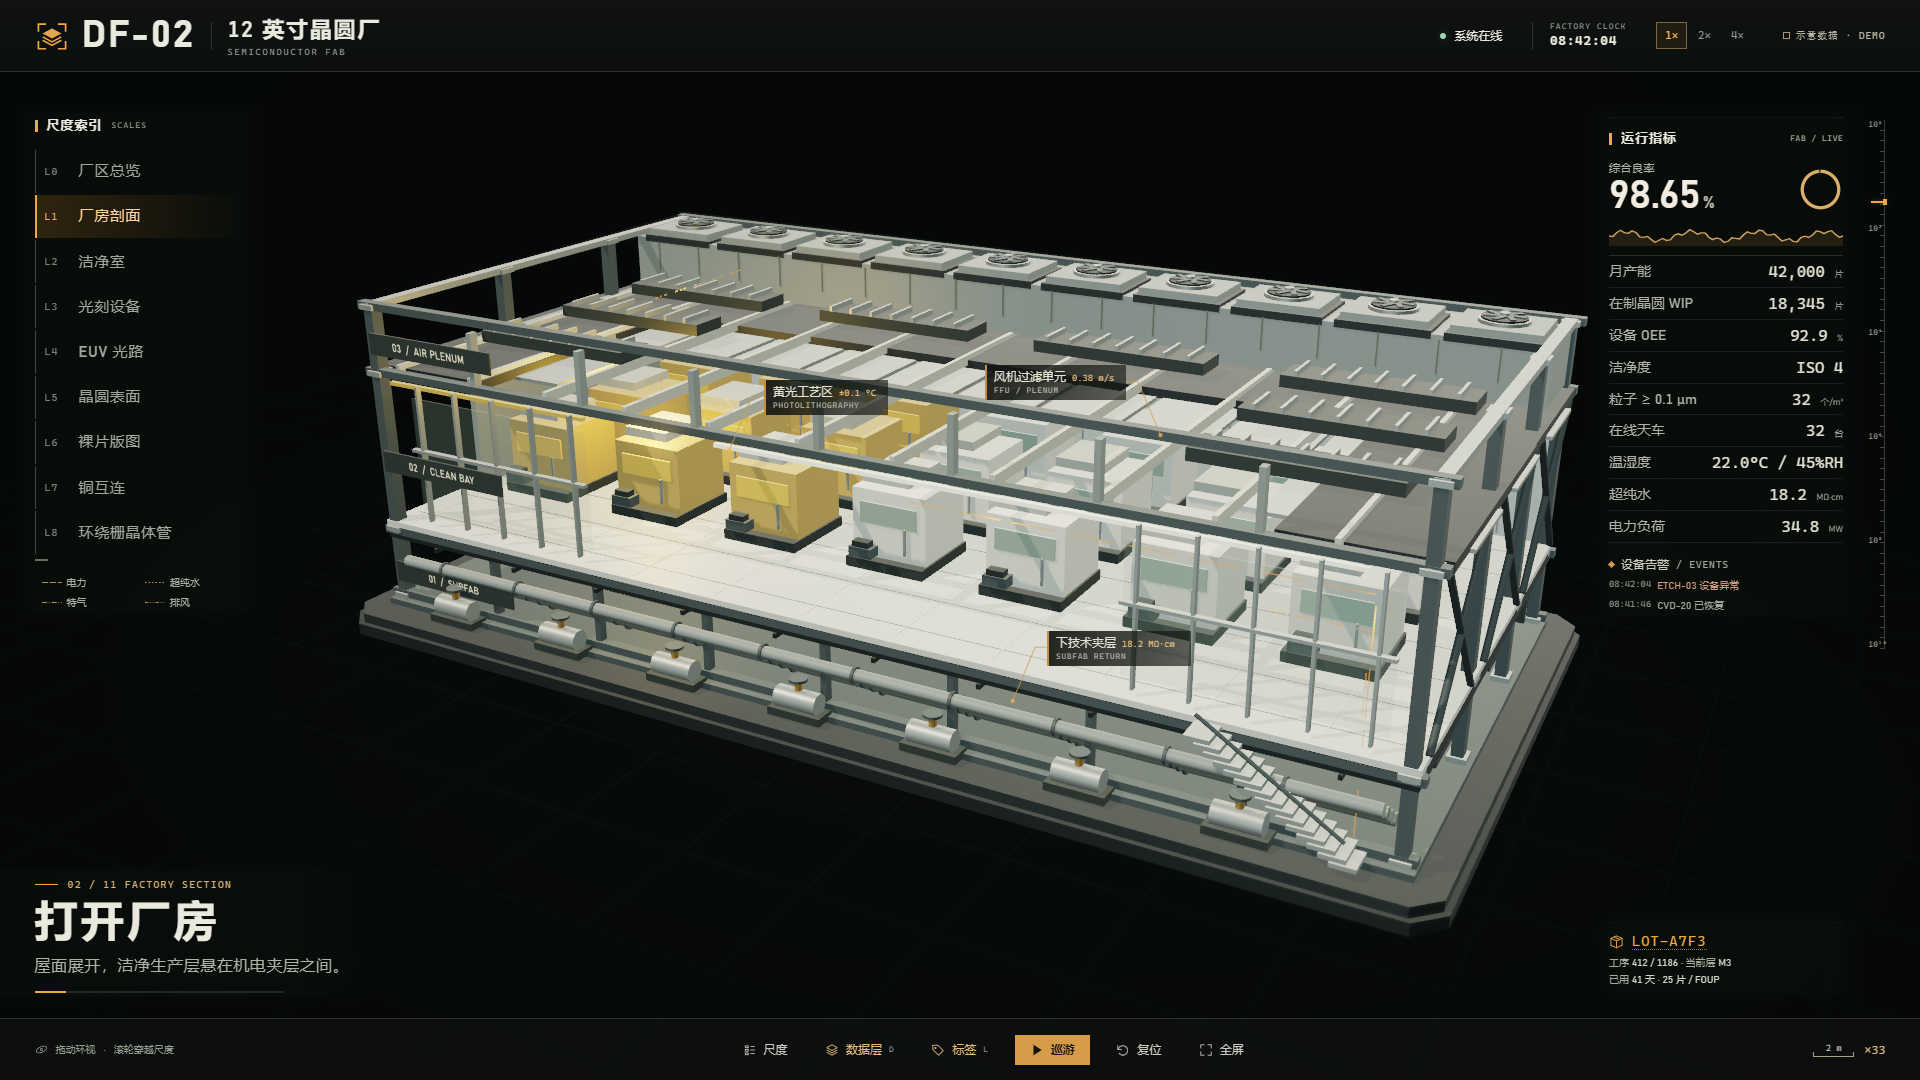 DF-02
12 英寸晶圆厂
SEMICONDUCTOR FAB
系统在线
FACTORY CLOCK
08:42:04
1×
2×
4×
示意数据 · DEMO
尺度索引 SCALES
L0 厂区总览
L1 厂房剖面
L2 洁净室
L3 光刻设备
L4 EUV 光路
L5 晶圆表面
L6 裸片版图
L7 铜互连
L8 环绕栅晶体管
电力
超纯水
特气
排风
03 / AIR PLENUM
02 / CLEAN BAY
01 / SUBFAB
黄光工艺区 ±0.1 °C
PHOTOLITHOGRAPHY
风机过滤单元 0.38 m/s
FFU / PLENUM
下技术夹层 18.2 MΩ·cm
SUBFAB RETURN
运行指标 FAB / LIVE
综合良率
98.65 %
月产能 42,000 片
在制晶圆 WIP 18,345 片
设备 OEE 92.9 %
洁净度 ISO 4
粒子 ≥ 0.1 μm 32 个/m³
在线天车 32 台
温湿度 22.0°C / 45%RH
超纯水 18.2 MΩ·cm
电力负荷 34.8 MW
设备告警 / EVENTS
08:42:04 ETCH-03 设备异常
08:41:46 CVD-20 已恢复
02 / 11 FACTORY SECTION
打开厂房
屋面展开，洁净生产层悬在机电夹层之间。
LOT-A7F3
工序 412 / 1186 · 当前层 M3
已用 41 天 · 25 片 / FOUP
拖动环视 · 滚轮穿越尺度
尺度
数据层 D
标签 L
巡游
复位
全屏
2 m
×33